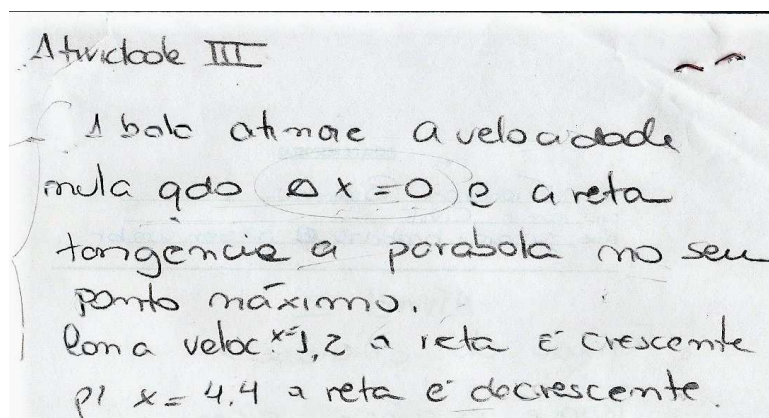 Atividade III
A bola atinge a velocidade
nula qdo Δx=0 e a reta
tangencia a parabola no seu
ponto máximo.
Com a veloc x=1,2 a reta é crescente
p/ x=4,4 a reta é decrescente.